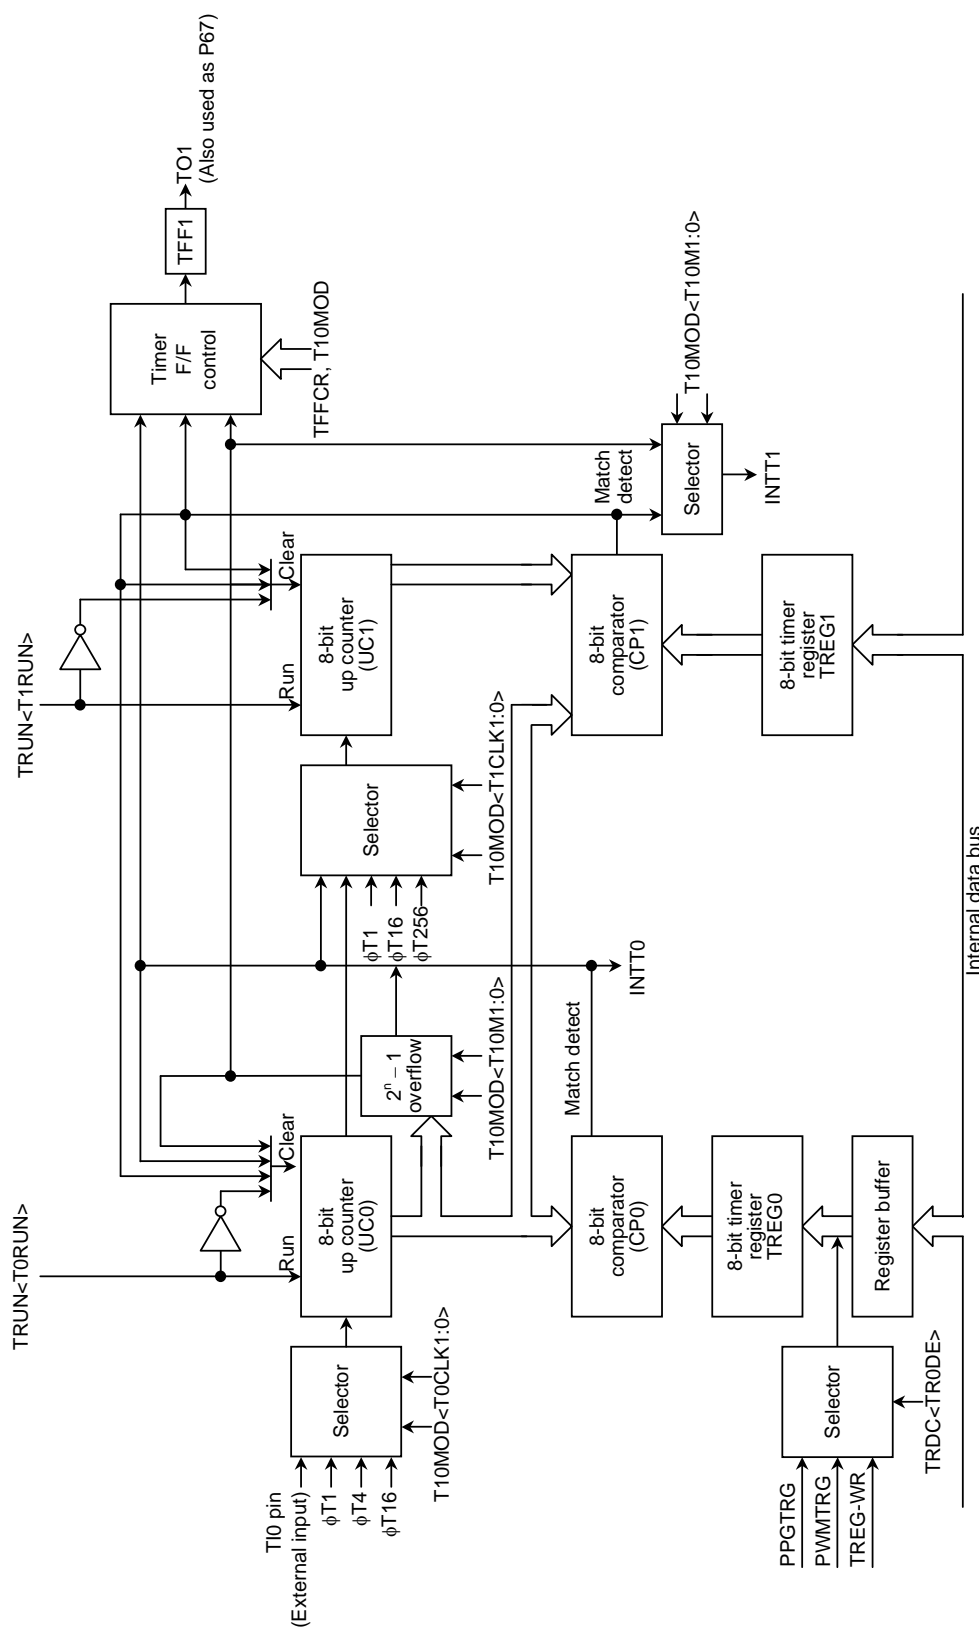 TRUN<T0RUN>
TRUN<T1RUN>
TO1
(Also used as P67)
TFF1
Timer
F/F
control
TFFCR, T10MOD
Run
Clear
Run
Clear
TI0 pin
(External input)
ϕT1
ϕT4
ϕT16
Selector
T10MOD<T0CLK1:0>
8-bit
up counter
(UC0)
2ⁿ − 1
overflow
T10MOD<T10M1:0>
ϕT1
ϕT16
ϕT256
Selector
T10MOD<T1CLK1:0>
8-bit
up counter
(UC1)
Match detect
INTT0
Match
detect
Selector
T10MOD<T10M1:0>
INTT1
8-bit
comparator
(CP0)
8-bit
comparator
(CP1)
8-bit timer
register
TREG0
8-bit timer
register
TREG1
PPGTRG
PWMTRG
TREG-WR
Selector
TRDC<TR0DE>
Register buffer
Internal data bus